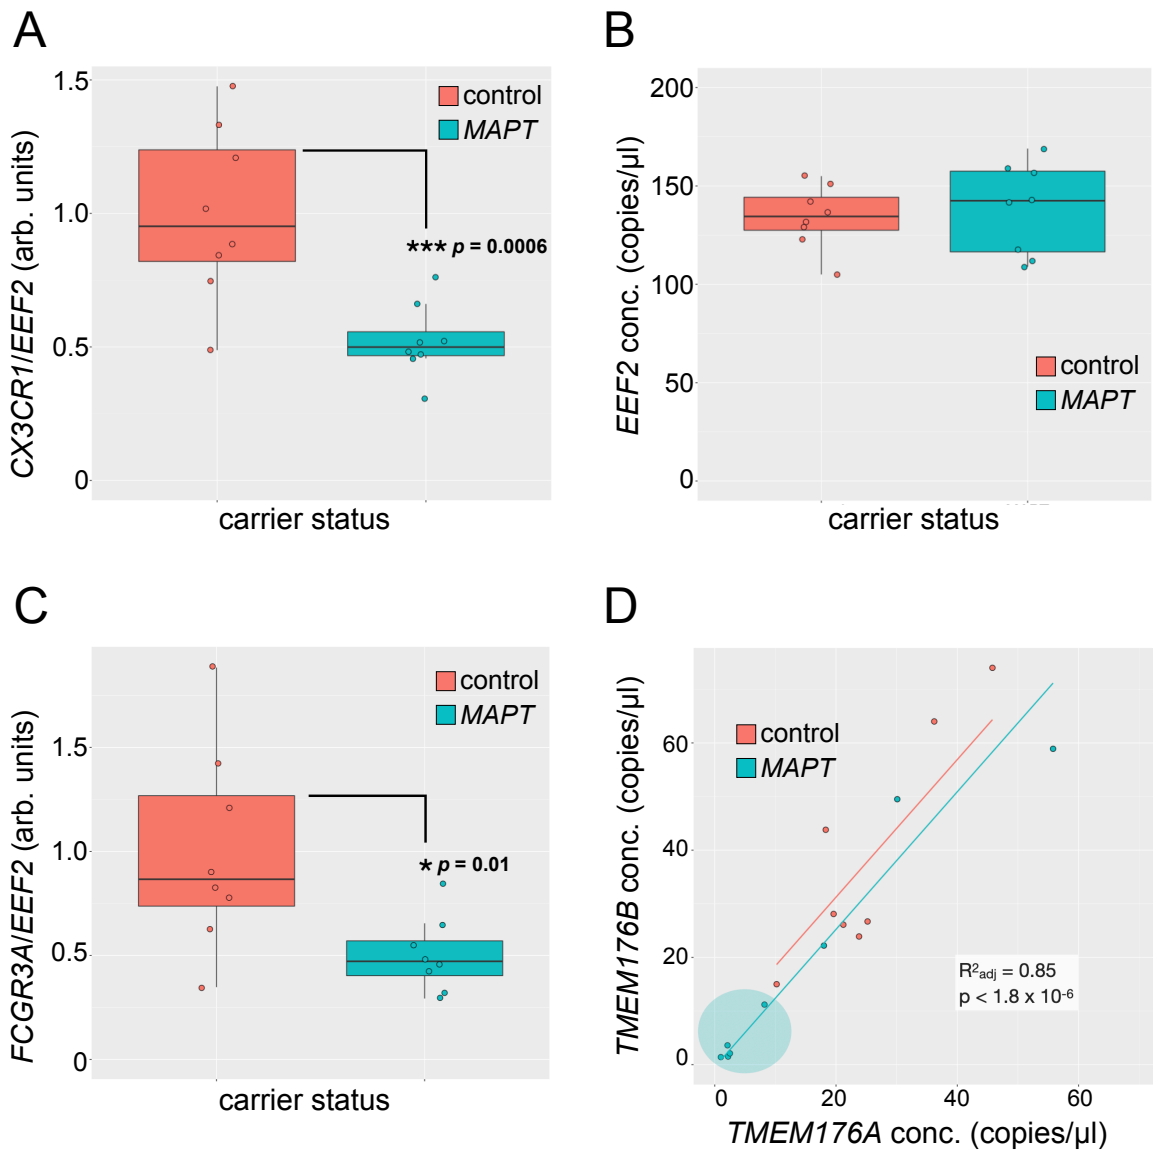 A
CX3CR1/EEF2 (arb. units)
1.5
1.0
0.5
0
control
MAPT
*** p = 0.0006
carrier status
B
EEF2 conc. (copies/µl)
200
150
100
50
0
control
MAPT
carrier status
C
FCGR3A/EEF2 (arb. units)
1.5
1.0
0.5
0
control
MAPT
* p = 0.01
carrier status
D
TMEM176B conc. (copies/µl)
60
40
20
0
control
MAPT
R²adj = 0.85
p < 1.8 x 10⁻⁶
0
20
40
60
TMEM176A conc. (copies/µl)